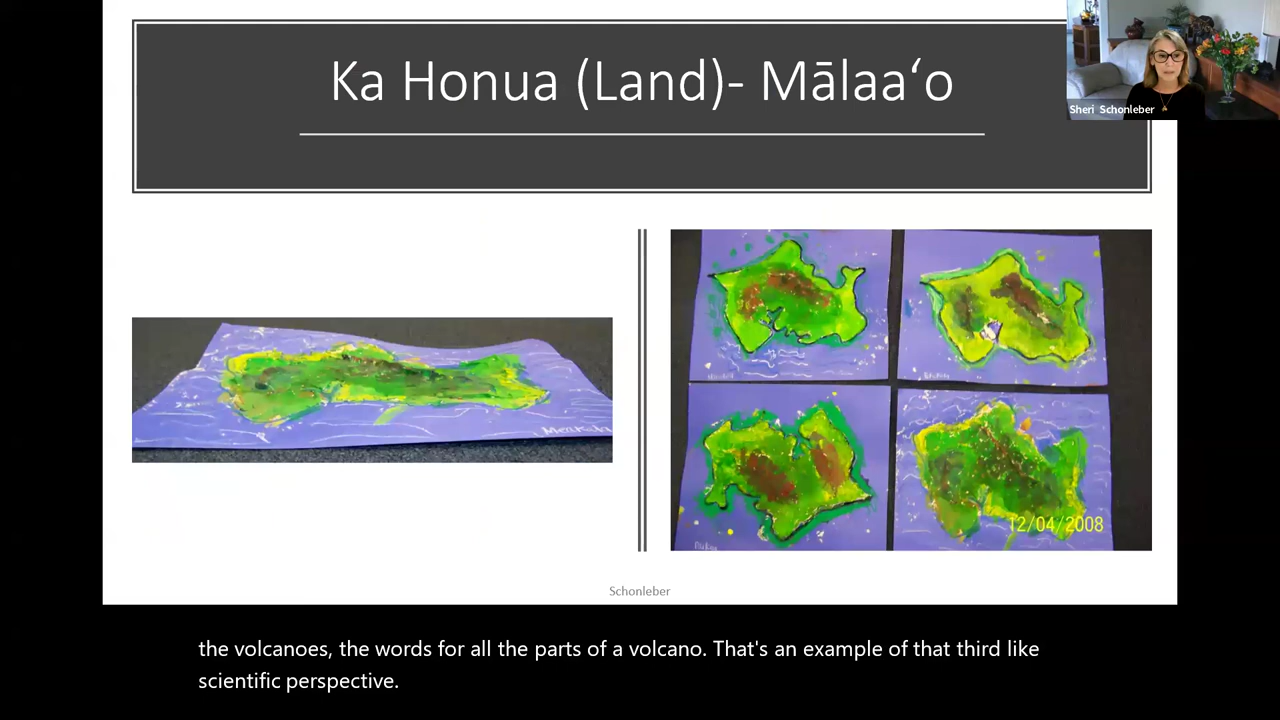 Ka Honua (Land)- Mālaaʻo
Sheri Schonleber
12/04/2008
Schonleber
the volcanoes, the words for all the parts of a volcano. That's an example of that third like
scientific perspective.